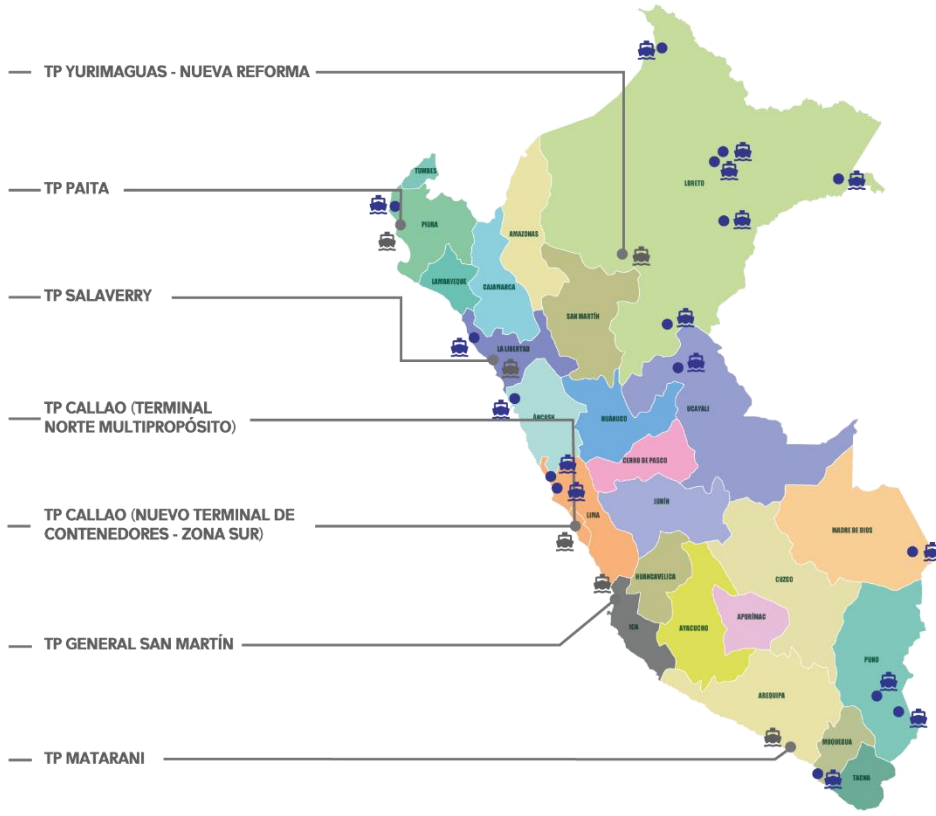 TP YURIMAGUAS - NUEVA REFORMA
TP PAITA
TP SALAVERRY
TP CALLAO (TERMINAL
NORTE MULTIPROPÓSITO)
TP CALLAO (NUEVO TERMINAL DE
CONTENEDORES - ZONA SUR)
TP GENERAL SAN MARTÍN
TP MATARANI
TUMBES
PIURA
LORETO
AMAZONAS
LAMBAYEQUE
CAJAMARCA
SAN MARTÍN
LA LIBERTAD
ÁNCASH
HUÁNUCO
UCAYALI
CERRO DE PASCO
JUNÍN
LIMA
MADRE DE DIOS
HUANCAVELICA
CUZCO
ICA
AYACUCHO
APURÍMAC
PUNO
AREQUIPA
MOQUEGUA
TACNA